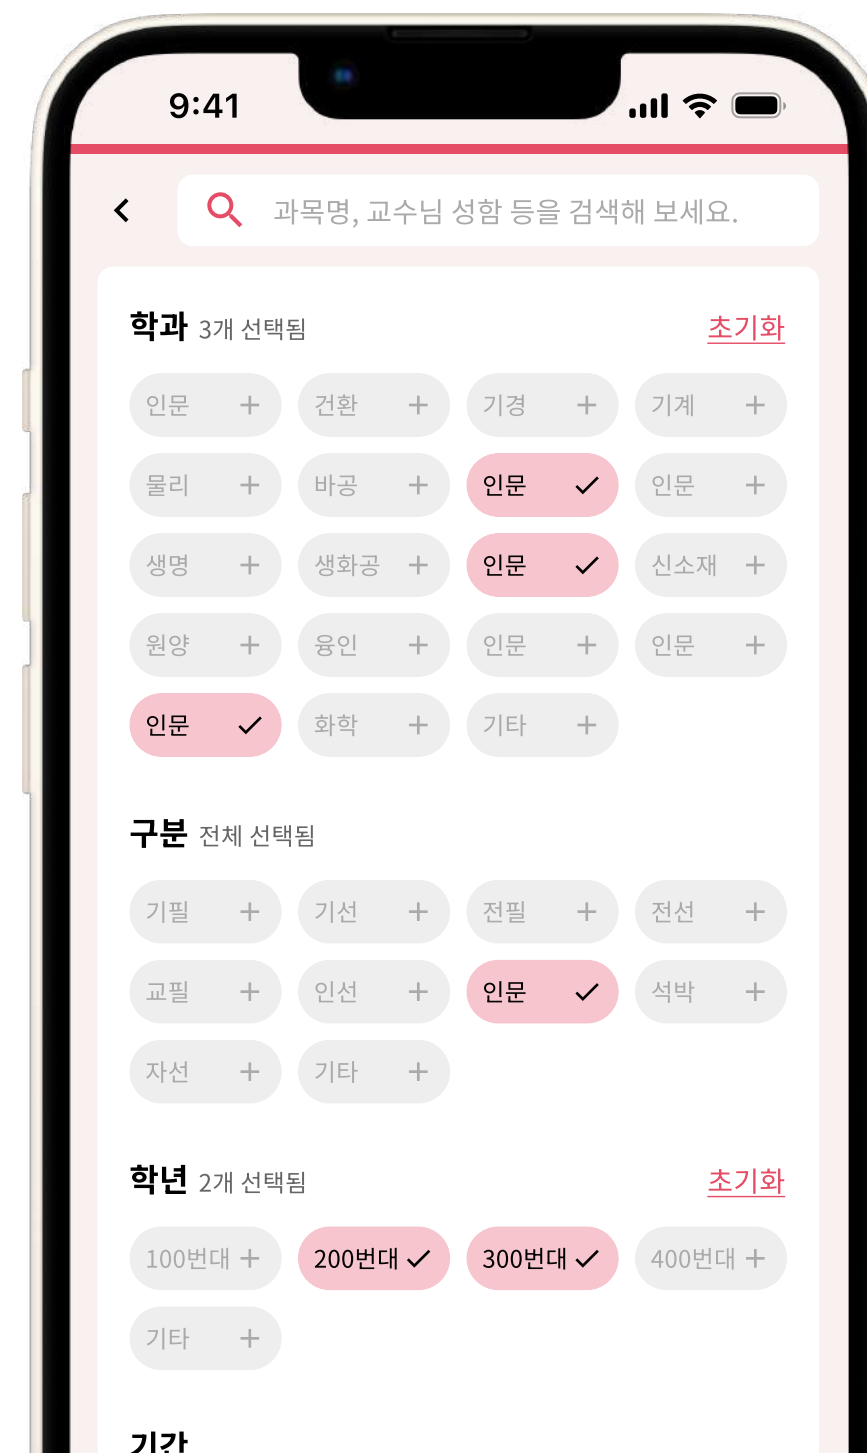 9:41
과목명, 교수님 성함 등을 검색해 보세요.
학과 3개 선택됨 초기화
인문 건환 기경 기계
물리 바공 인문 인문
생명 생화공 인문 신소재
원양 융인 인문 인문
인문 화학 기타
구분 전체 선택됨
기필 기선 전필 전선
교필 인선 인문 석박
자선 기타
학년 2개 선택됨 초기화
100번대 200번대 300번대 400번대
기타
기간